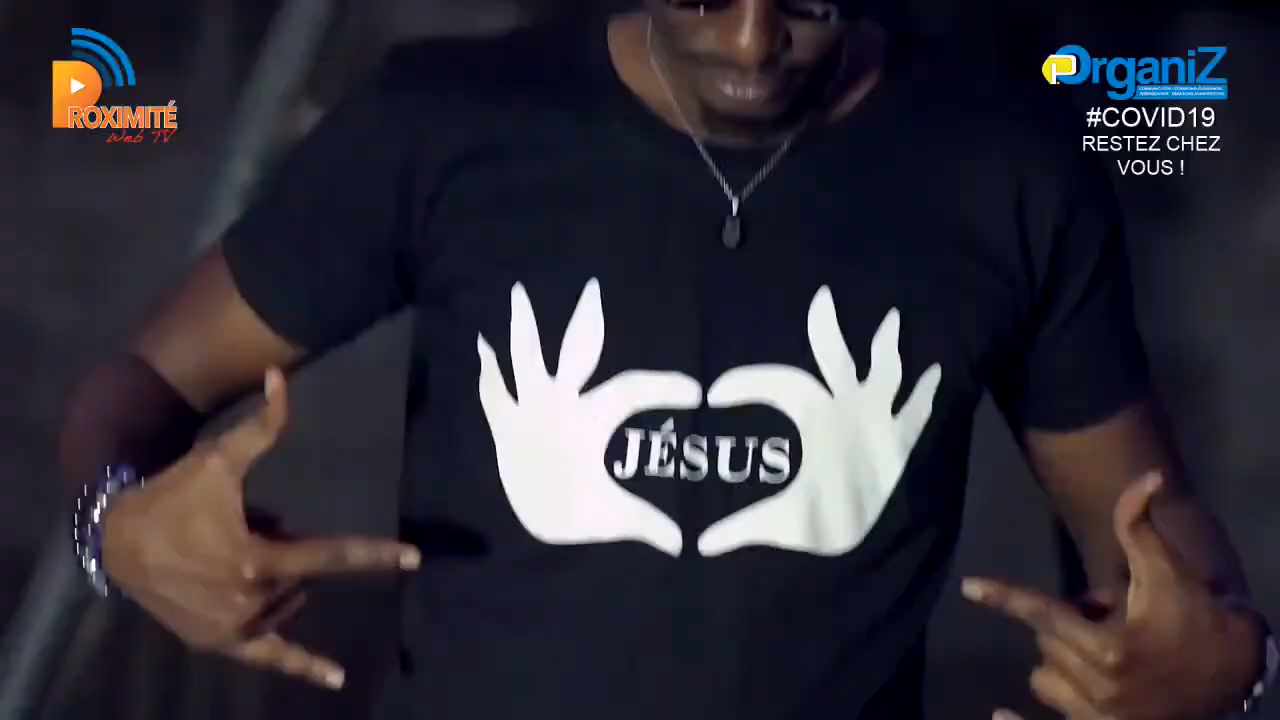 PROXIMITÉ
Web TV
OrganiZ
#COVID19
RESTEZ CHEZ
VOUS !
JÉSUS